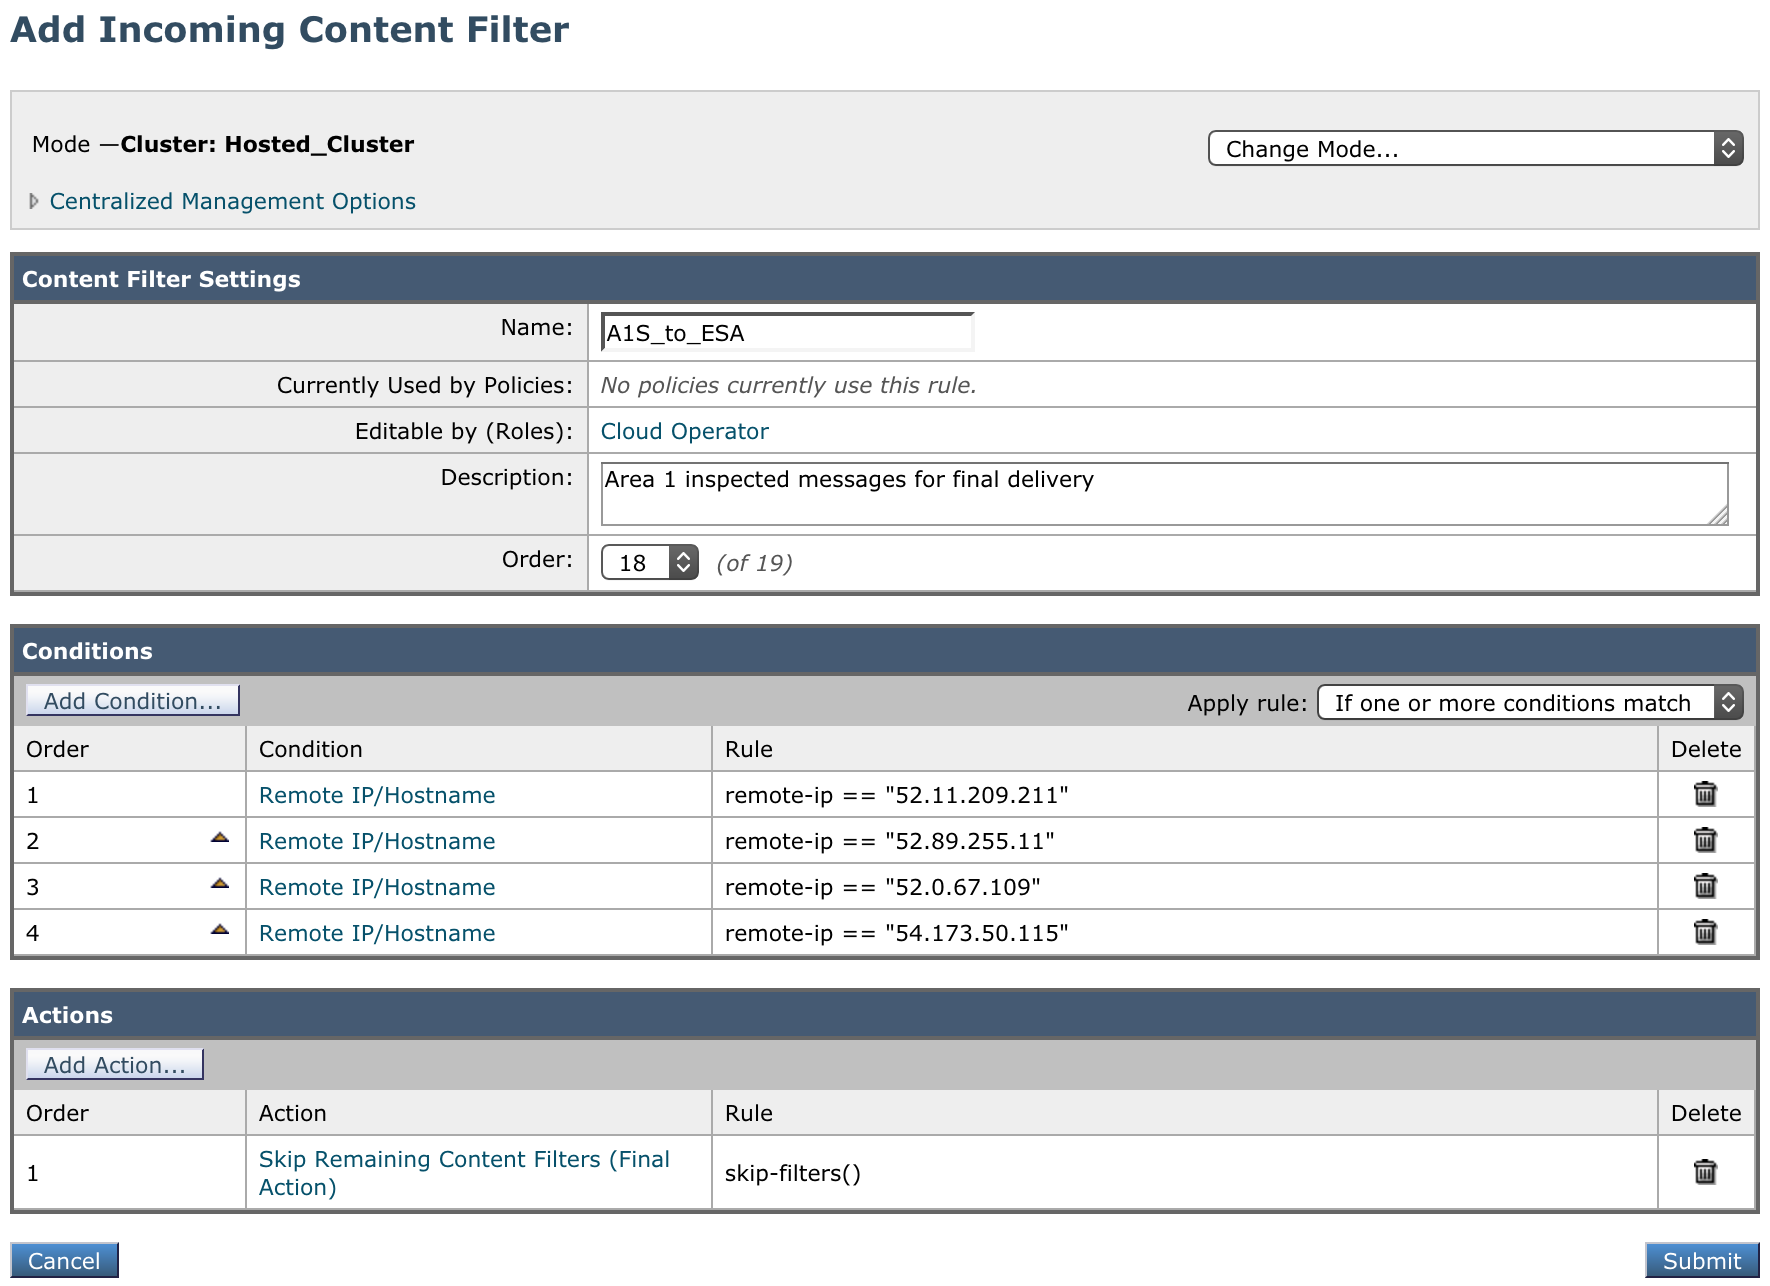 Add Incoming Content Filter
Mode —Cluster: Hosted_Cluster
Change Mode...
Centralized Management Options
Content Filter Settings
Name: A1S_to_ESA
Currently Used by Policies: No policies currently use this rule.
Editable by (Roles): Cloud Operator
Description: Area 1 inspected messages for final delivery
Order: 18 (of 19)
Conditions
Add Condition... Apply rule: If one or more conditions match
Order Condition Rule Delete
1 Remote IP/Hostname remote-ip == "52.11.209.211"
2 Remote IP/Hostname remote-ip == "52.89.255.11"
3 Remote IP/Hostname remote-ip == "52.0.67.109"
4 Remote IP/Hostname remote-ip == "54.173.50.115"
Actions
Add Action...
Order Action Rule Delete
1 Skip Remaining Content Filters (Final
Action) skip-filters()
Cancel Submit